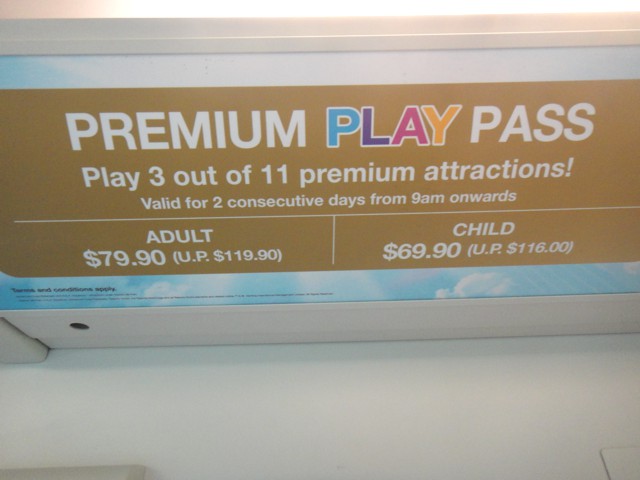 PREMIUM PLAY PASS
Play 3 out of 11 premium attractions!
Valid for 2 consecutive days from 9am onwards
ADULT
$79.90 (U.P. $119.90)
CHILD
$69.90 (U.P. $116.00)
Terms and conditions apply.